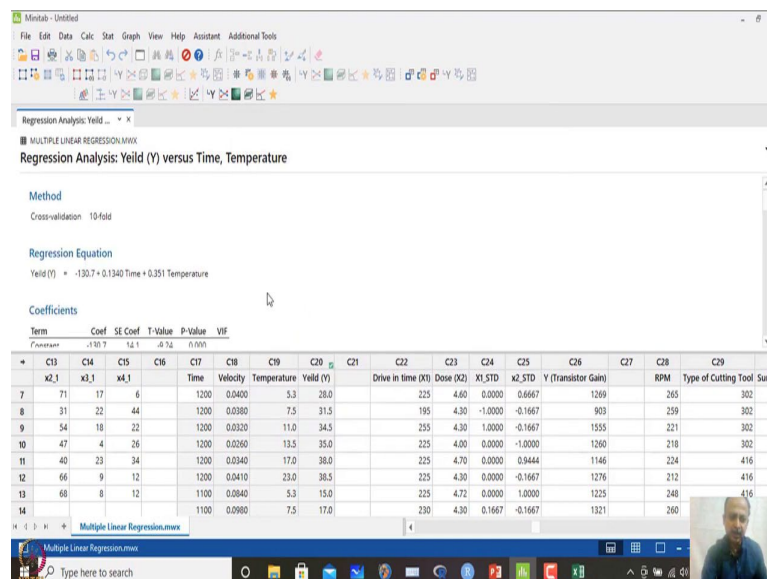 Minitab - Untitled
File Edit Data Calc Stat Graph View Help Assistant Additional Tools
Regression Analysis: Yeild ...
MULTIPLE LINEAR REGRESSION.MWX
Regression Analysis: Yeild (Y) versus Time, Temperature
Method
Cross-validation 10-fold
Regression Equation
Yeild (Y) = -130.7 + 0.1340 Time + 0.351 Temperature
Coefficients
Term Coef SE Coef T-Value P-Value VIF
Constant -130.7 14.1 -9.24 0.000
C13 C14 C15 C16 C17 C18 C19 C20 C21 C22 C23 C24 C25 C26 C27 C28 C29
x2_1 x3_1 x4_1 Time Velocity Temperature Yeild (Y) Drive in time (X1) Dose (X2) X1_STD x2_STD Y (Transistor Gain) RPM Type of Cutting Tool Sur
7 71 17 6 1200 0.0400 5.3 28.0 225 4.60 0.0000 0.6667 1269 265 302
8 31 22 44 1200 0.0380 7.5 31.5 195 4.30 -1.0000 -0.1667 903 259 302
9 54 18 22 1200 0.0320 11.0 34.5 255 4.30 1.0000 -0.1667 1555 221 302
10 47 4 26 1200 0.0260 13.5 35.0 225 4.00 0.0000 -1.0000 1260 218 302
11 40 23 34 1200 0.0340 17.0 38.0 225 4.70 0.0000 0.9444 1146 224 416
12 66 9 12 1200 0.0410 23.0 38.5 225 4.30 0.0000 -0.1667 1276 212 416
13 68 8 12 1100 0.0840 5.3 15.0 225 4.72 0.0000 1.0000 1225 248 416
14 1100 0.0980 7.5 17.0 230 4.30 0.1667 -0.1667 1321 260
Multiple Linear Regression.mwx
Multiple Linear Regression.mwx
Type here to search